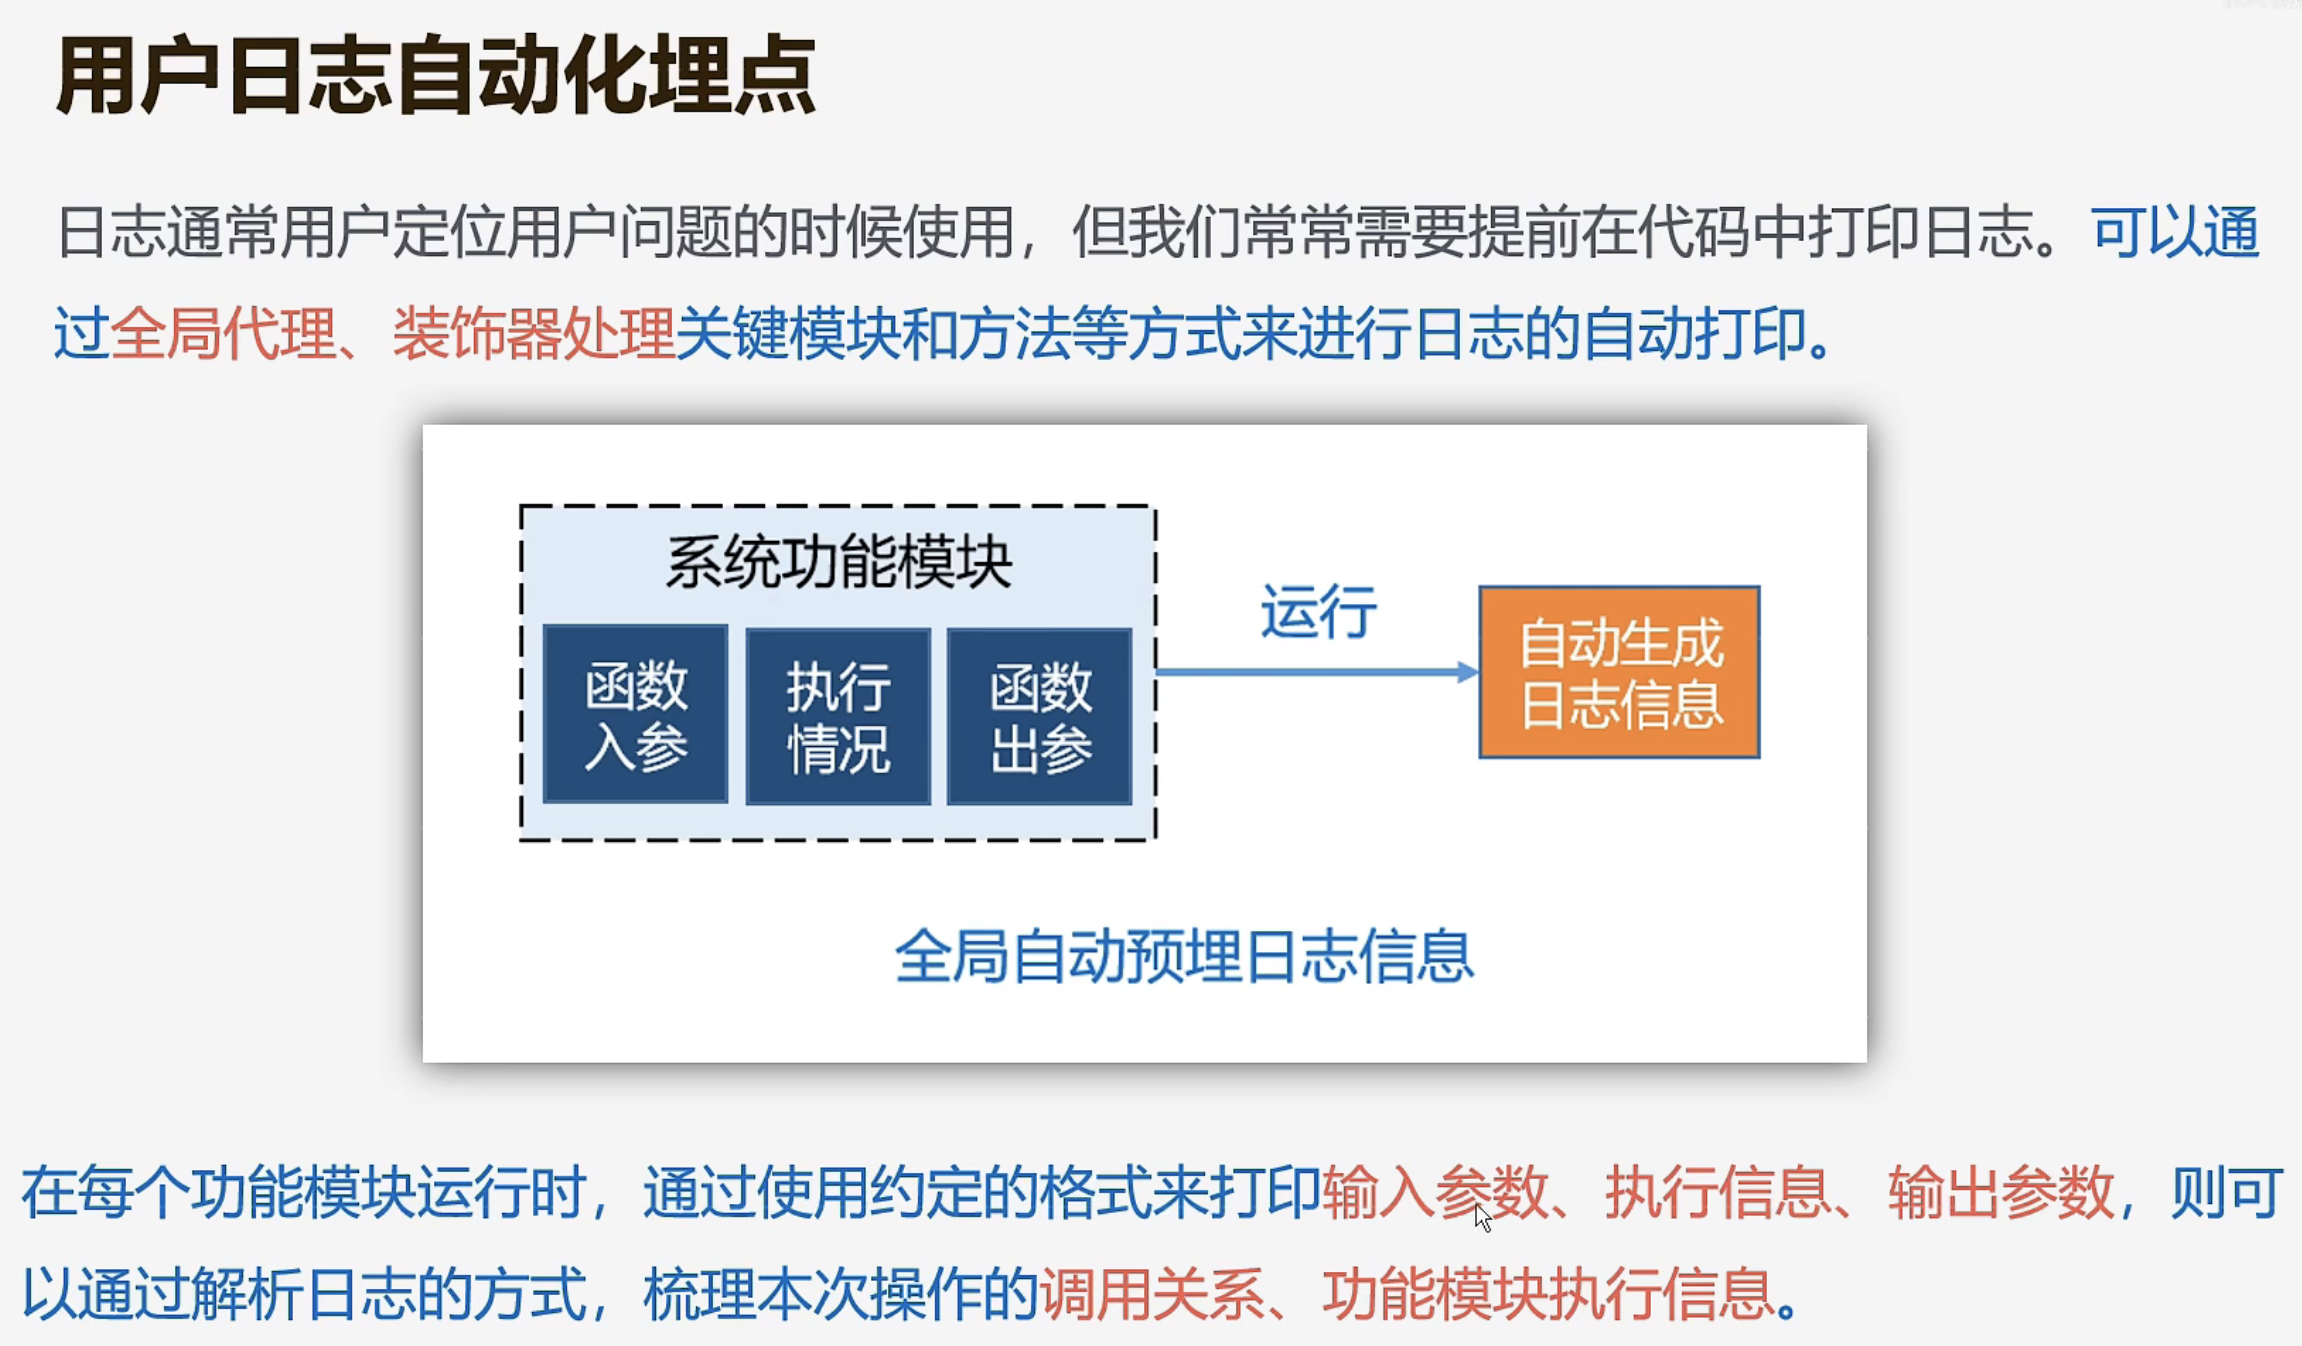 用户日志自动化埋点
日志通常用户定位用户问题的时候使用，但我们常常需要提前在代码中打印日志。可以通
过全局代理、装饰器处理关键模块和方法等方式来进行日志的自动打印。
系统功能模块
函数
入参
执行
情况
函数
出参
运行
自动生成
日志信息
全局自动预埋日志信息
在每个功能模块运行时，通过使用约定的格式来打印输入参数、执行信息、输出参数，则可
以通过解析日志的方式，梳理本次操作的调用关系、功能模块执行信息。